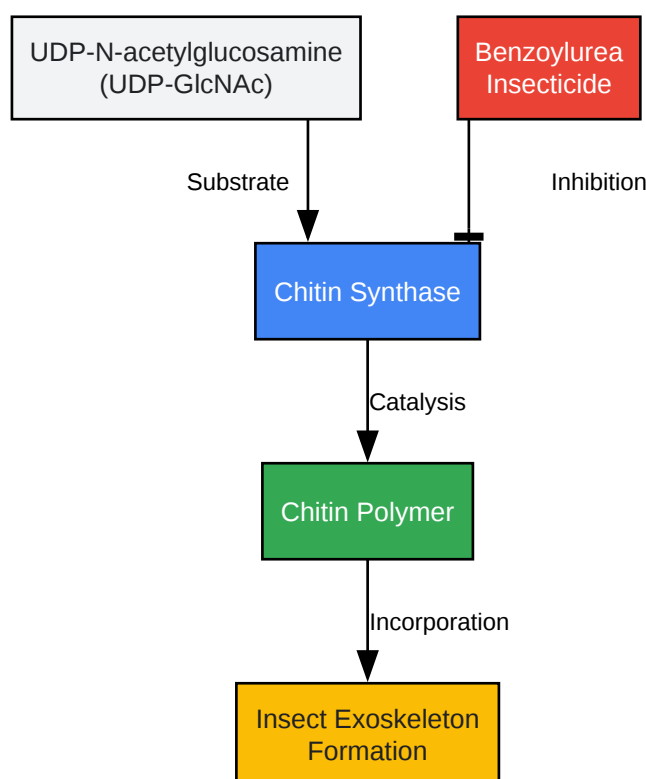 UDP-N-acetylglucosamine
(UDP-GlcNAc)
Benzoylurea
Insecticide
Substrate
Inhibition
Chitin Synthase
Catalysis
Chitin Polymer
Incorporation
Insect Exoskeleton
Formation